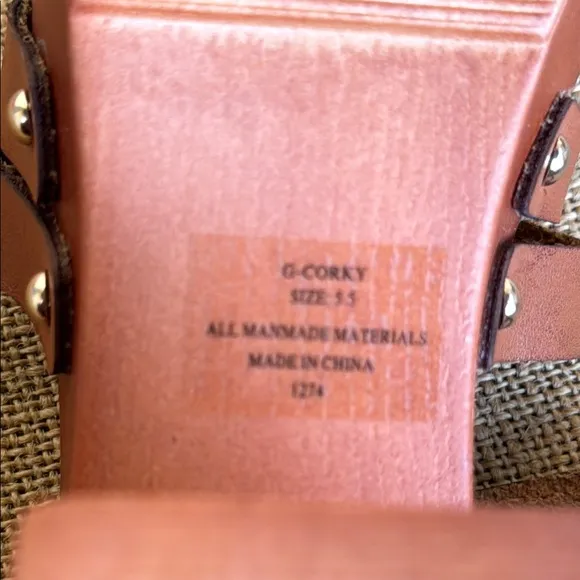 G-CORKY
SIZE: 5.5
ALL MANMADE MATERIALS
MADE IN CHINA
1274